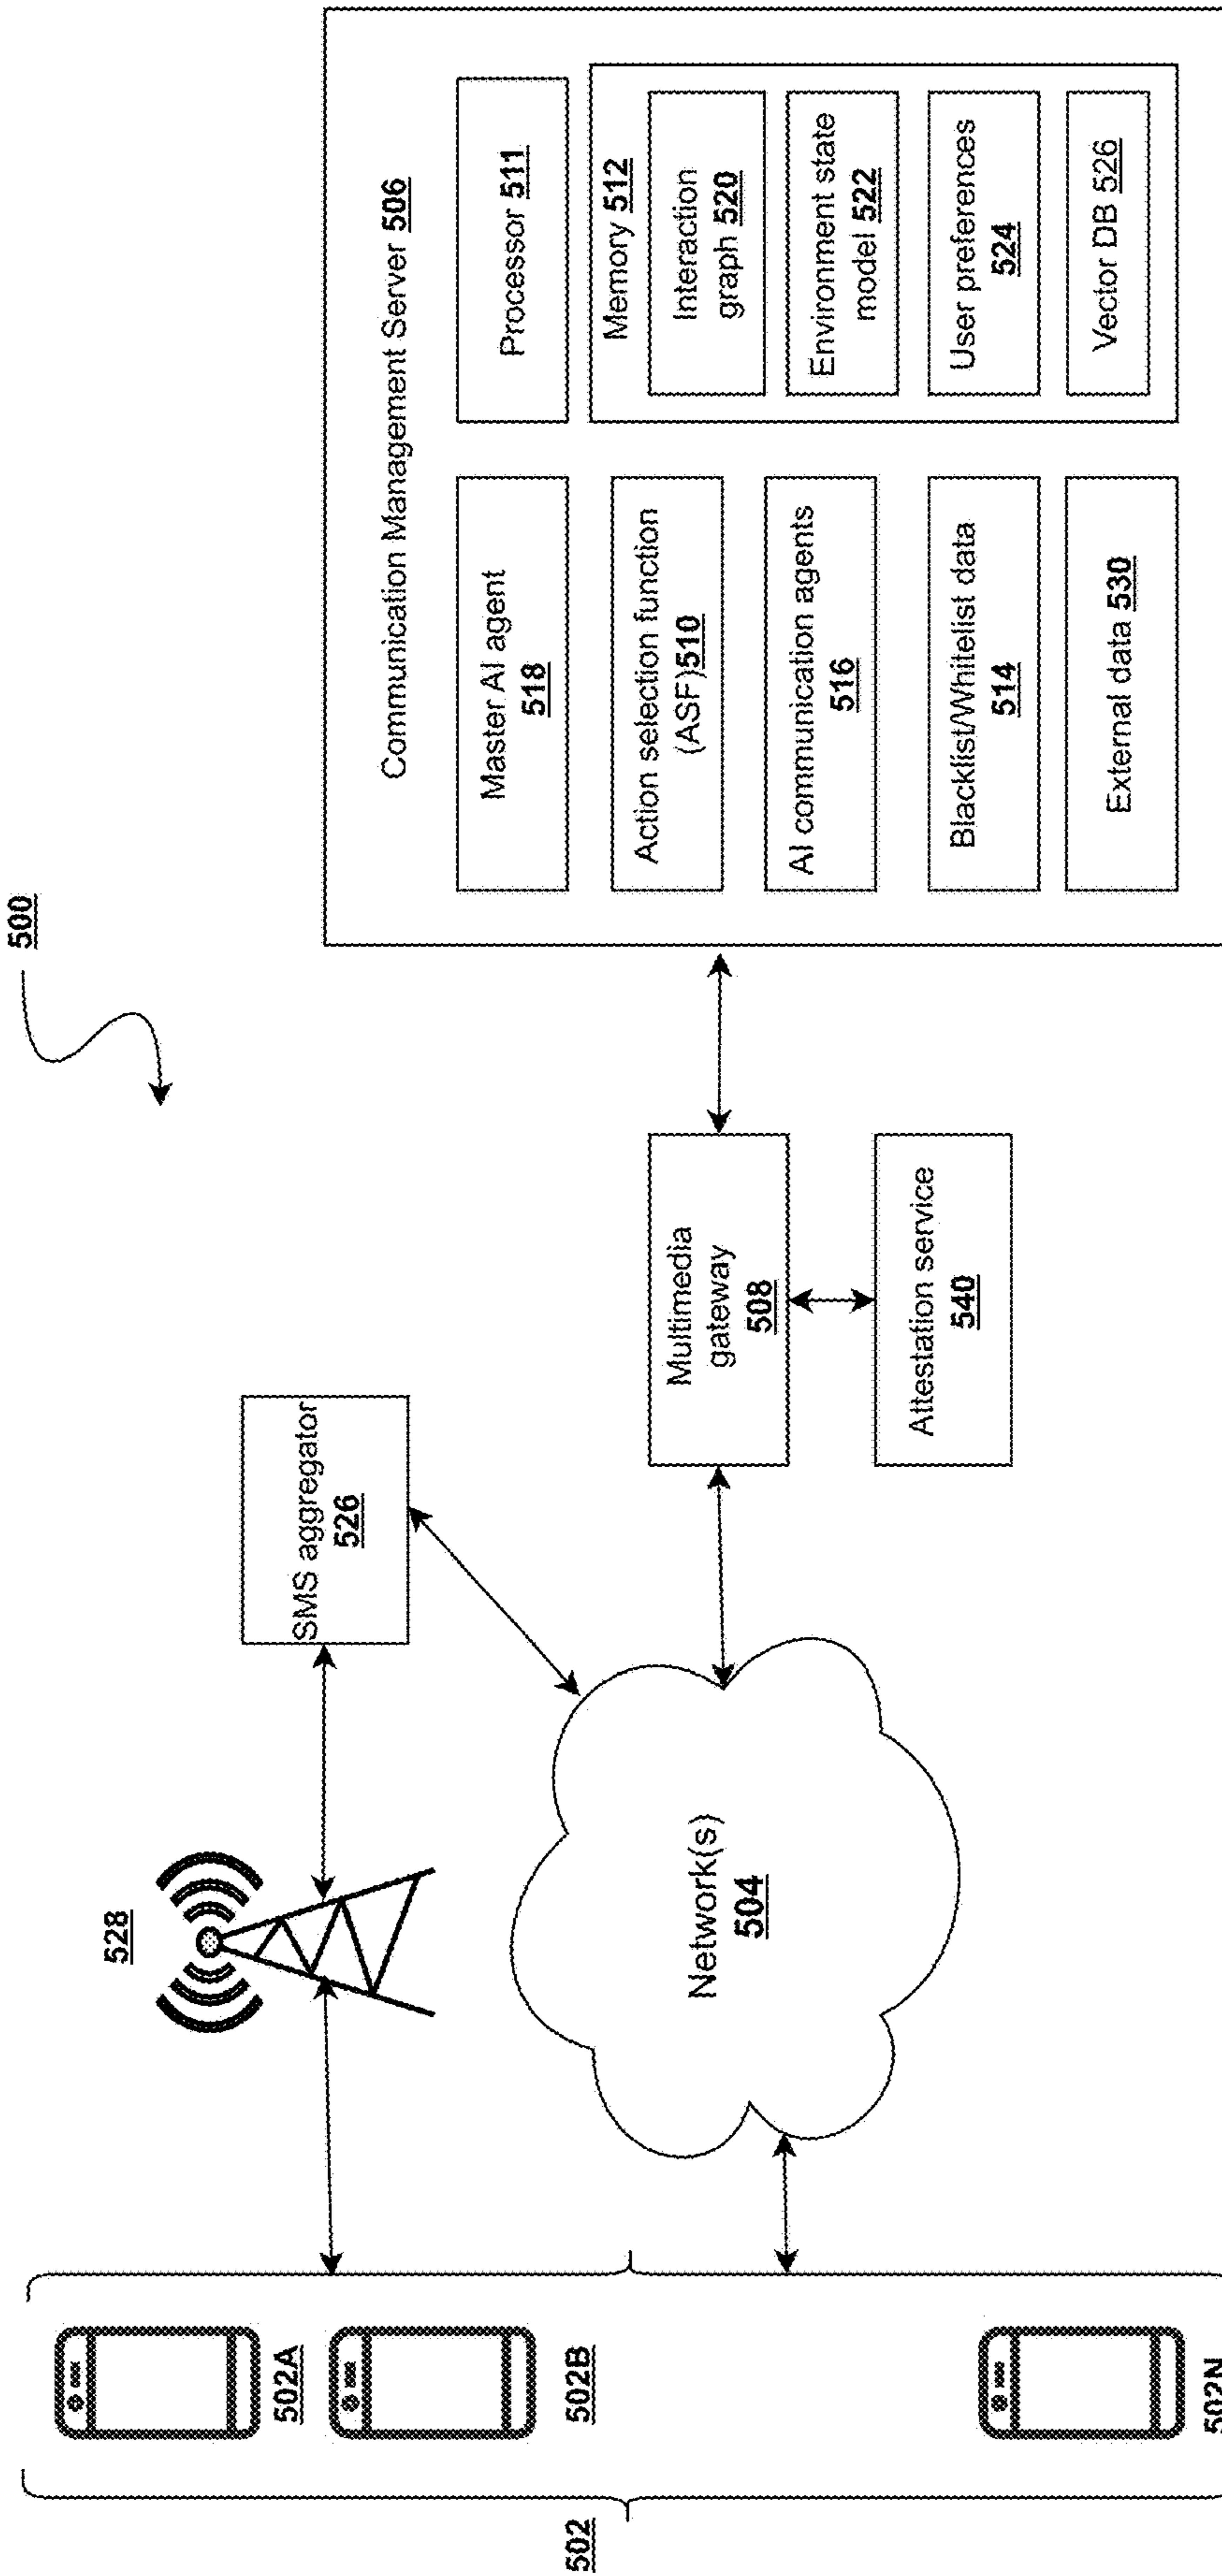 500
502
502A
502B
502N
528
SMS aggregator
526
Network(s)
504
Multimedia
gateway
508
Attestation service
540
Communication Management Server 506
Master AI agent
518
Action selection function
(ASF)510
AI communication agents
516
Blacklist/Whitelist data
514
External data 530
Processor 511
Memory 512
Interaction
graph 520
Environment state
model 522
User preferences
524
Vector DB 526